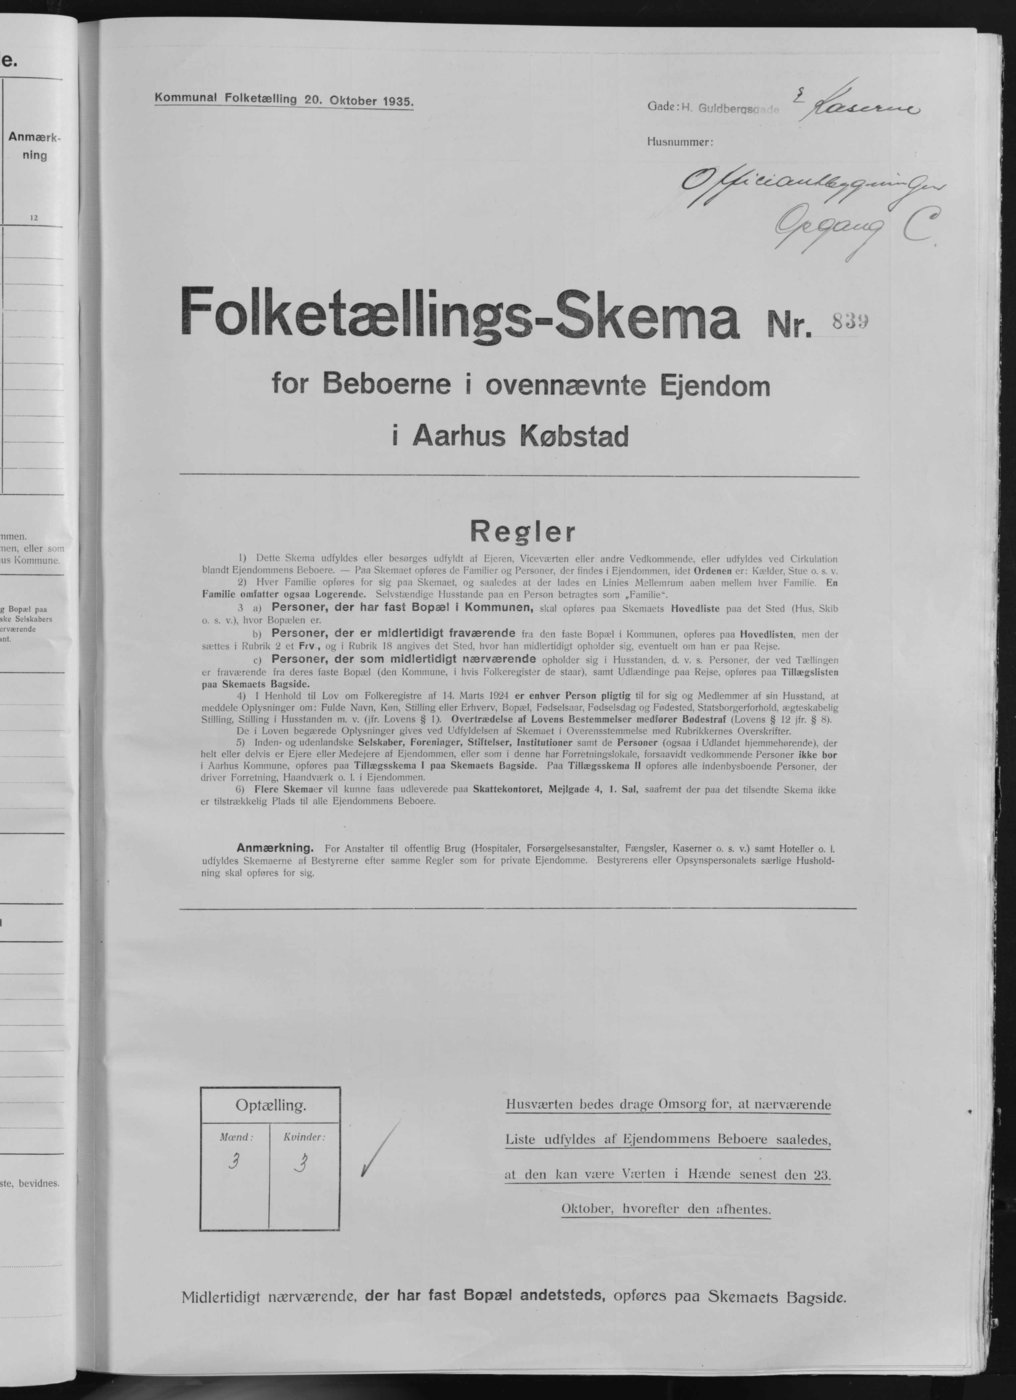 e.
Anmærk-
ning
12
mmen.
men, eller som
us Kommune.
g Bopæl paa
ske Selskabers
erværende
ant.
ste, bevidnes.
Kommunal Folketælling 20. Oktober 1935.
Gade: H. Guldbergsgade Kaserne
Husnummer:
Opgang C.
Folketællings-Skema Nr. 839
for Beboerne i ovennævnte Ejendom
i Aarhus Købstad
Regler
1) Dette Skema udfyldes eller besørges udfyldt af Ejeren, Viceværten eller andre Vedkommende, eller udfyldes ved Cirkulation
blandt Ejendommens Beboere. — Paa Skemaet opføres de Familier og Personer, der findes i Ejendommen, idet Ordenen er: Kælder, Stue o. s. v.
2) Hver Familie opføres for sig paa Skemaet, og saaledes at der lades en Linies Mellemrum aaben mellem hver Familie. En
Familie omfatter ogsaa Logerende. Selvstændige Husstande paa en Person betragtes som „Familie“.
3 a) Personer, der har fast Bopæl i Kommunen, skal opføres paa Skemaets Hovedliste paa det Sted (Hus, Skib
o. s. v.), hvor Bopælen er.
b) Personer, der er midlertidigt fraværende fra den faste Bopæl i Kommunen, opføres paa Hovedlisten, men der
sættes i Rubrik 2 et Frv., og i Rubrik 18 angives det Sted, hvor han midlertidigt opholder sig, eventuelt om han er paa Rejse.
c) Personer, der som midlertidigt nærværende opholder sig i Husstanden, d. v. s. Personer, der ved Tællingen
er fraværende fra deres faste Bopæl (den Kommune, i hvis Folkeregister de staar), samt Udlændinge paa Rejse, opføres paa Tillægslisten
paa Skemaets Bagside.
4) I Henhold til Lov om Folkeregistre af 14. Marts 1924 er enhver Person pligtig til for sig og Medlemmer af sin Husstand, at
meddele Oplysninger om: Fulde Navn, Køn, Stilling eller Erhverv, Bopæl, Fødselsaar, Fødselsdag og Fødested, Statsborgerforhold, ægteskabelig
Stilling, Stilling i Husstanden m. v. (jfr. Lovens § 1). Overtrædelse af Lovens Bestemmelser medfører Bødestraf (Lovens § 12 jfr. § 8).
De i Loven begærede Oplysninger gives ved Udfyldelsen af Skemaet i Overensstemmelse med Rubrikkernes Overskrifter.
5) Inden- og udenlandske Selskaber, Foreninger, Stiftelser, Institutioner samt de Personer (ogsaa i Udlandet hjemmehørende), der
helt eller delvis er Ejere eller Medejere af Ejendommen, eller som i denne har Forretningslokale, forsaavidt vedkommende Personer ikke bor
i Aarhus Kommune, opføres paa Tillægsskema I paa Skemaets Bagside. Paa Tillægsskema II opføres alle indenbysboende Personer, der
driver Forretning, Haandværk o. l. i Ejendommen.
6) Flere Skemaer vil kunne faas udleverede paa Skattekontoret, Mejlgade 4, 1. Sal, saafremt der paa det tilsendte Skema ikke
er tilstrækkelig Plads til alle Ejendommens Beboere.
Anmærkning. For Anstalter til offentlig Brug (Hospitaler, Forsørgelsesanstalter, Fængsler, Kaserner o. s. v.) samt Hoteller o. l.
udfyldes Skemaerne af Bestyrerne efter samme Regler som for private Ejendomme. Bestyrerens eller Opsynspersonalets særlige Hushold-
ning skal opføres for sig.
Optælling.
Mænd: Kvinder:
3 3
Husværten bedes drage Omsorg for, at nærværende
Liste udfyldes af Ejendommens Beboere saaledes,
at den kan være Værten i Hænde senest den 23.
Oktober, hvorefter den afhentes.
Midlertidigt nærværende, der har fast Bopæl andetsteds, opføres paa Skemaets Bagside.